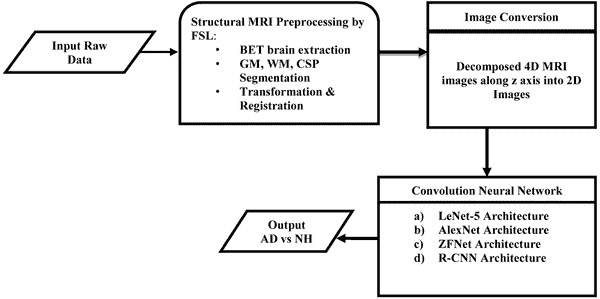 Input Raw
Data
Structural MRI Preprocessing by
FSL:
• BET brain extraction
• GM, WM, CSP
Segmentation
• Transformation &
Registration
Image Conversion
Decomposed 4D MRI
images along z axis into 2D
Images
Convolution Neural Network
a) LeNet-5 Architecture
b) AlexNet Architecture
c) ZFNet Architecture
d) R-CNN Architecture
Output
AD vs NH